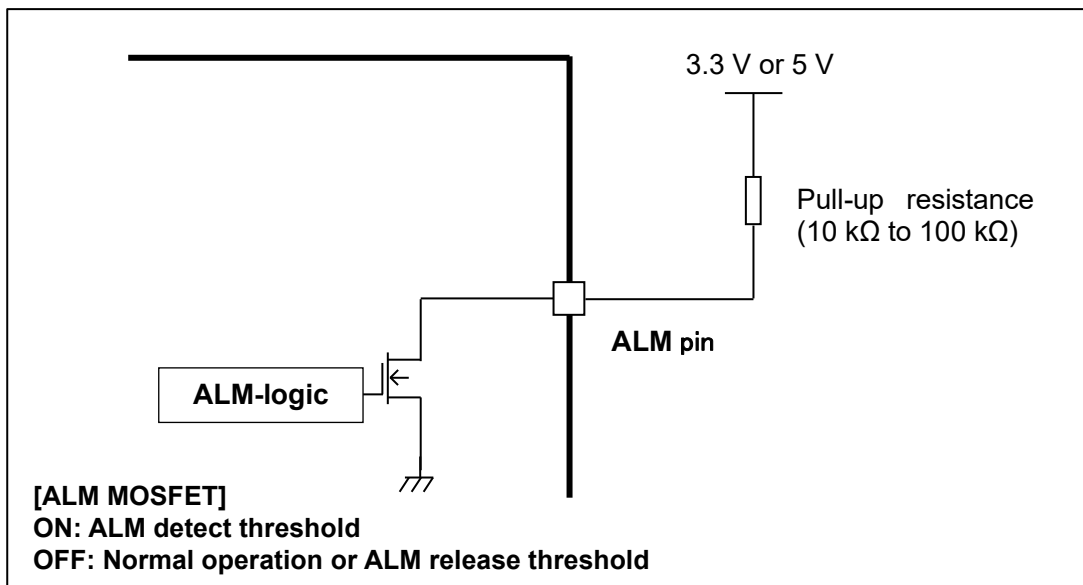 3.3 V or 5 V
Pull-up resistance
(10 kΩ to 100 kΩ)
ALM pin
ALM-logic
[ALM MOSFET]
ON: ALM detect threshold
OFF: Normal operation or ALM release threshold